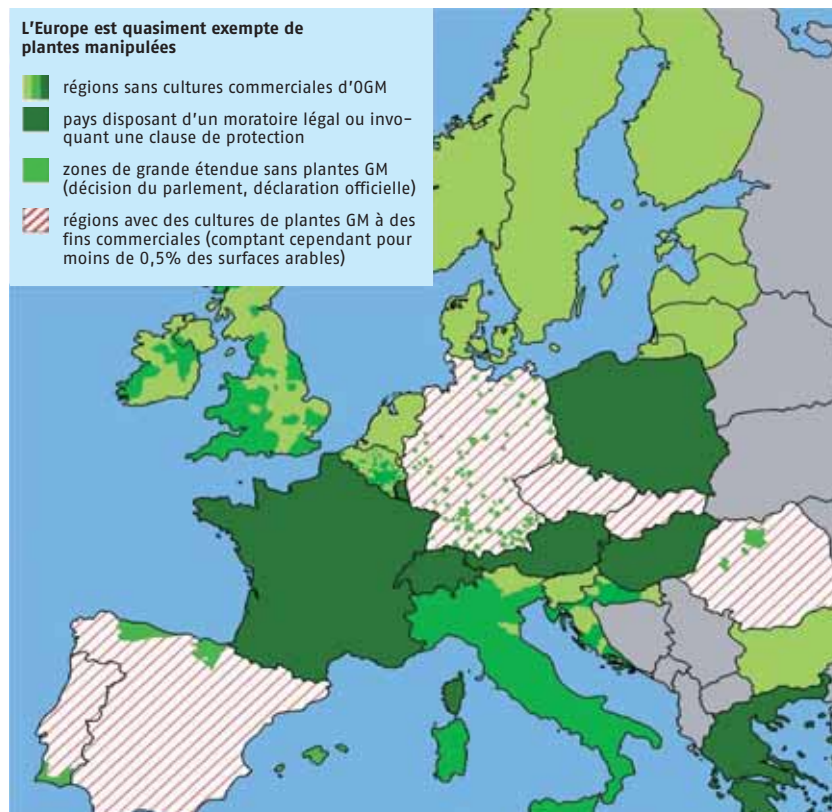 L'Europe est quasiment exempte de
plantes manipulées
régions sans cultures commerciales d'OGM
pays disposant d'un moratoire légal ou invo-
quant une clause de protection
zones de grande étendue sans plantes GM
(décision du parlement, déclaration officielle)
régions avec des cultures de plantes GM à des
fins commerciales (comptant cependant pour
moins de 0,5% des surfaces arables)